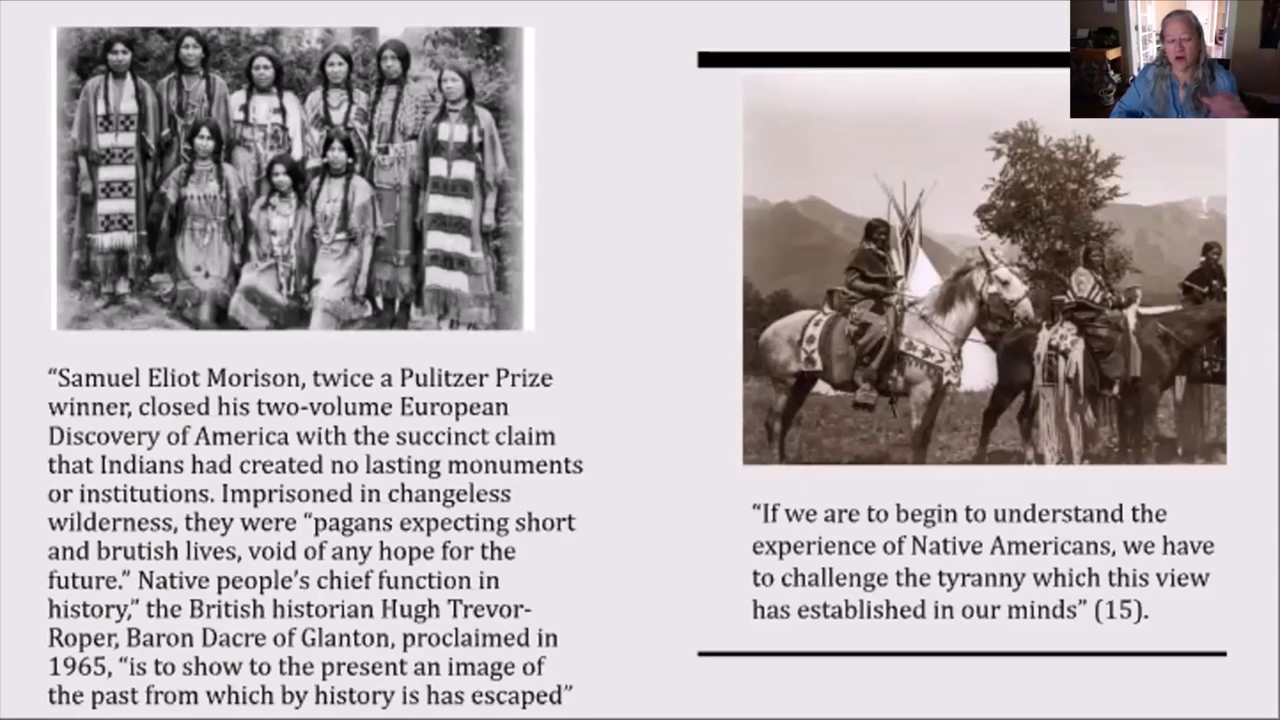 “Samuel Eliot Morison, twice a Pulitzer Prize
winner, closed his two-volume European
Discovery of America with the succinct claim
that Indians had created no lasting monuments
or institutions. Imprisoned in changeless
wilderness, they were “pagans expecting short
and brutish lives, void of any hope for the
future.” Native people’s chief function in
history,” the British historian Hugh Trevor-
Roper, Baron Dacre of Glanton, proclaimed in
1965, “is to show to the present an image of
the past from which by history is has escaped”
“If we are to begin to understand the
experience of Native Americans, we have
to challenge the tyranny which this view
has established in our minds” (15).